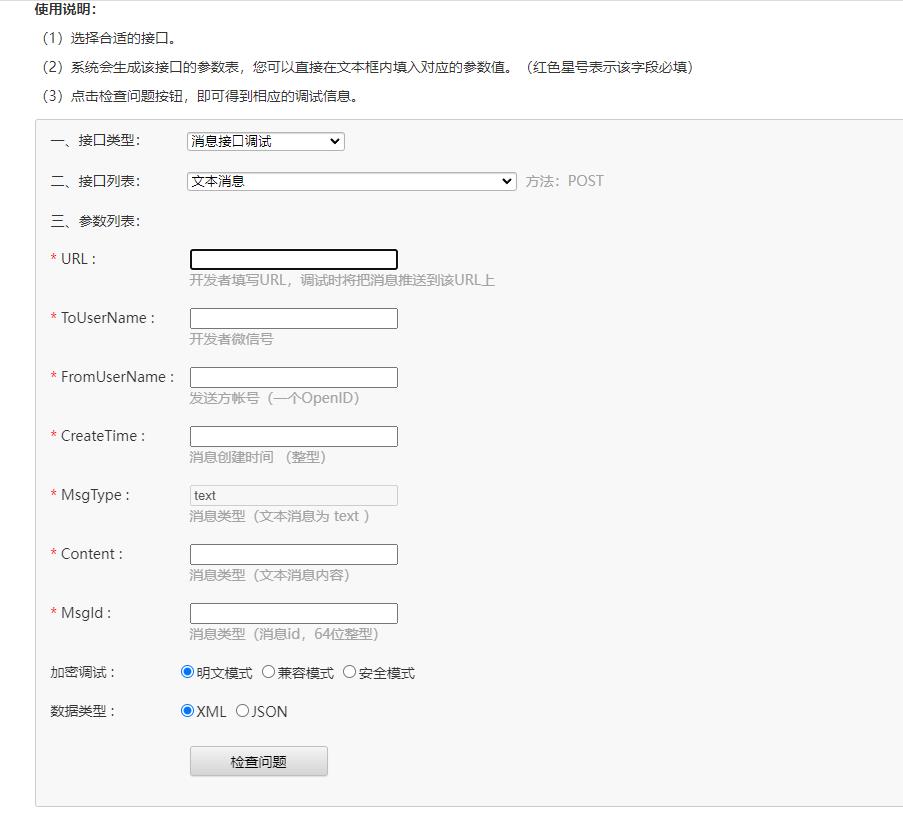 使用说明：
（1）选择合适的接口。
（2）系统会生成该接口的参数表，您可以直接在文本框内填入对应的参数值。（红色星号表示该字段必填）
（3）点击检查问题按钮，即可得到相应的调试信息。
一、接口类型： 消息接口调试
二、接口列表： 文本消息 方法：POST
三、参数列表：
* URL :
开发者填写URL，调试时将把消息推送到该URL上
* ToUserName :
开发者微信号
* FromUserName :
发送方帐号（一个OpenID）
* CreateTime :
消息创建时间 （整型）
* MsgType : text
消息类型（文本消息为 text ）
* Content :
消息类型（文本消息内容）
* MsgId :
消息类型（消息id，64位整型）
加密调试 : 明文模式 兼容模式 安全模式
数据类型 : XML JSON
检查问题